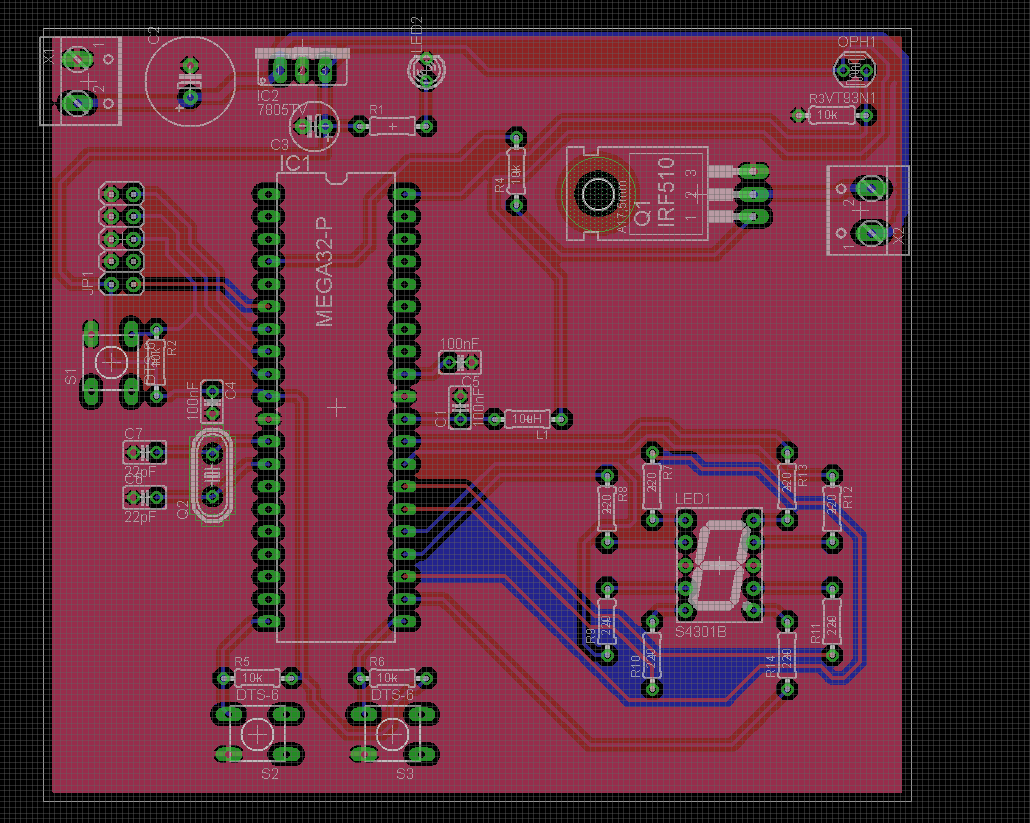 X1
1
2
C2
IC2
7805TV
LED2
C3
R1
OPH1
R3VT93N1
10k
IC1
MEGA32-P
R4
10k
A17,5mm
Q1
IRF510
3
2
1
2
1
X2
JP1
S1
R2
10k
100nF
C4
100nF
C5
C1
100nF
10uH
L1
C7
22pF
C6
22pF
Q2
R7
220
R8
220
R13
220
R12
220
LED1
S4301B
R9
220
R10
220
R14
220
R11
220
R5
10k
DTS-6
S2
R6
10k
DTS-6
S3